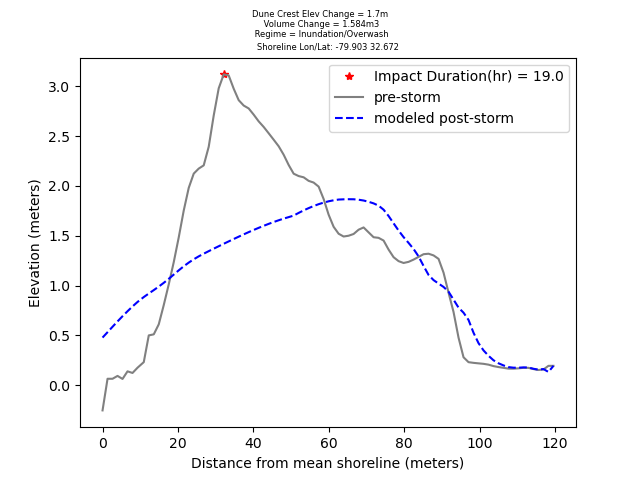 Dune Crest Elev Change = 1.7m
Volume Change = 1.584m3
Regime = Inundation/Overwash
Shoreline Lon/Lat: -79.903 32.672
Impact Duration(hr) = 19.0
pre-storm
modeled post-storm
Elevation (meters)
3.0
2.5
2.0
1.5
1.0
0.5
0.0
0 20 40 60 80 100 120
Distance from mean shoreline (meters)